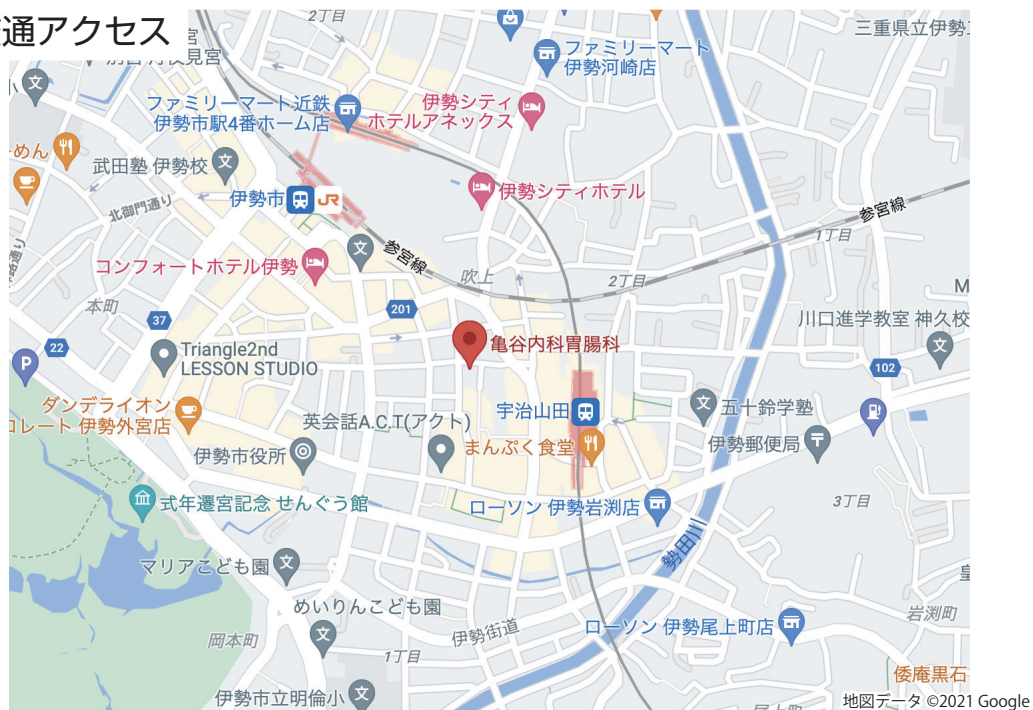 通アクセス
2丁目
三重県立伊勢
ファミリーマート
伊勢河崎店
小
ファミリーマート近鉄
伊勢市駅4番ホーム店
伊勢シティ
ホテルアネックス
めん
武田塾 伊勢校
伊勢市
JR
伊勢シティホテル
北御門通り
参宮線
1丁目
参宮線
コンフォートホテル伊勢
吹上
2丁目
本町
201
37
川口進学教室 神久校
M
22
Triangle2nd
LESSON STUDIO
亀谷内科胃腸科
102
P
ダンデライオン
コレート 伊勢外宮店
英会話A.C.T(アクト)
宇治山田
五十鈴学塾
まんぷく食堂
伊勢郵便局
伊勢市役所
式年遷宮記念 せんぐう館
ローソン 伊勢岩渕店
3丁目
勢田川
マリアこども園
めいりんこども園
岩渕町
岡本町
伊勢街道
ローソン 伊勢尾上町店
1丁目
倭庵黒石
伊勢市立明倫小
地図データ ©2021 Google